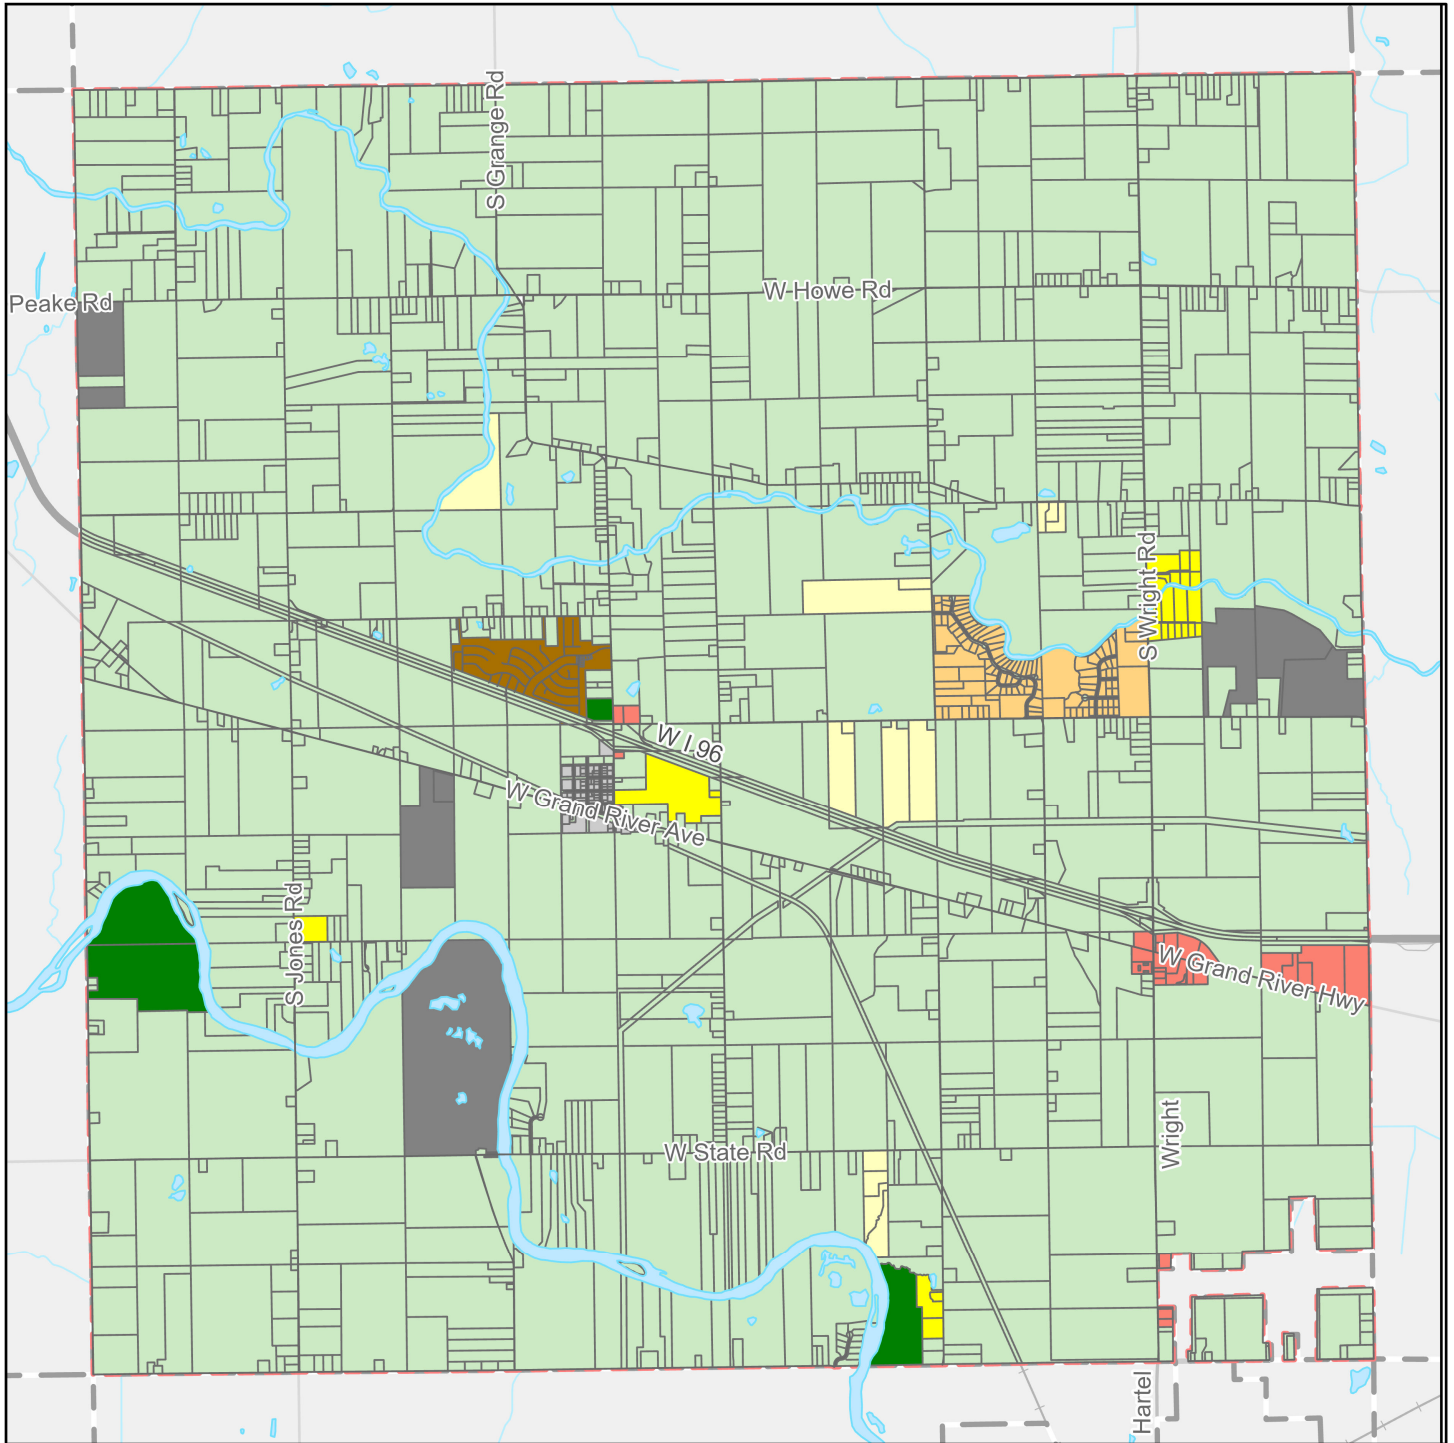 S Grange Rd
W Howe Rd
Peake Rd
S Wright Rd
W I 96
W Grand River Ave
S Jones Rd
W Grand River Hwy
Wright
W State Rd
Hartel